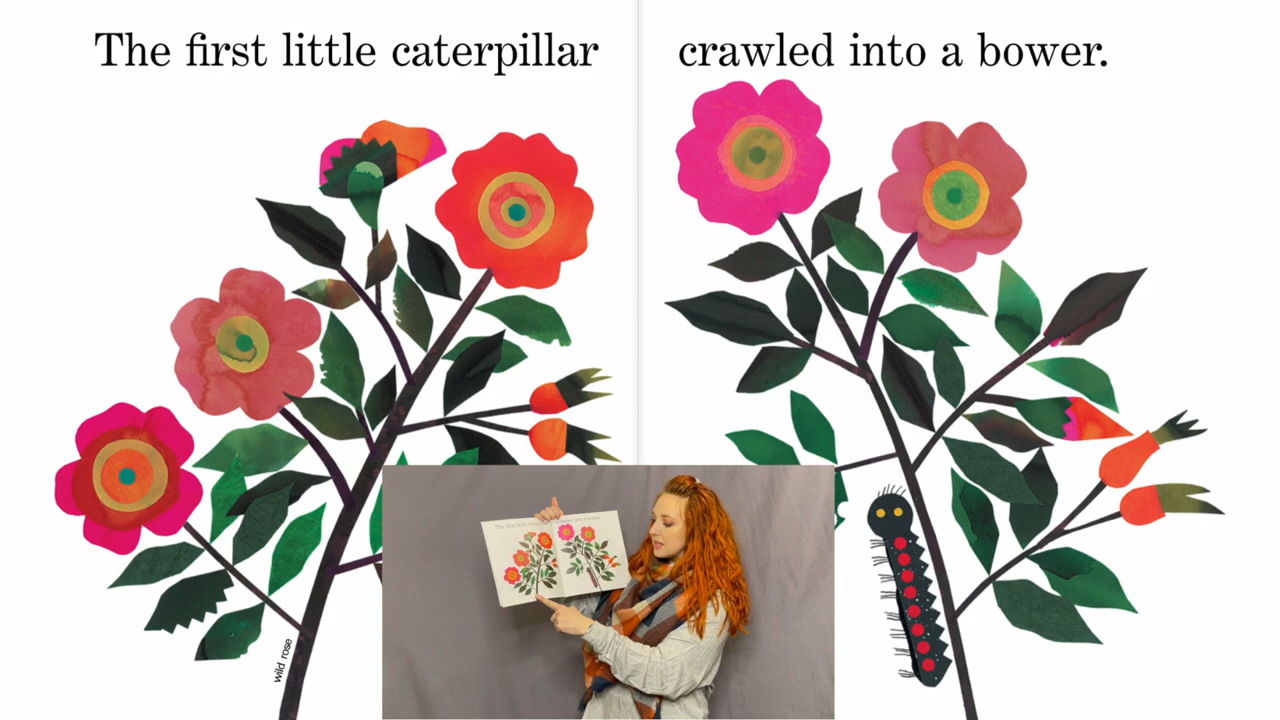 The first little caterpillar crawled into a bower.
wild rose